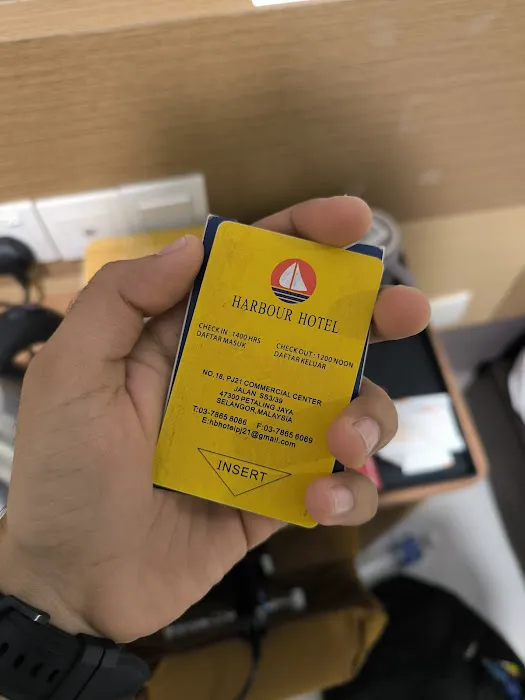 HARBOUR HOTEL
CHECK IN : 1400 HRS
DAFTAR MASUK
CHECK OUT : 1200 NOON
DAFTAR KELUAR
NO. 18, PJ21 COMMERCIAL CENTER
JALAN SS3/39
47300 PETALING JAYA
SELANGOR, MALAYSIA
T:03-7865 8086 F:03-7865 6069
E:hbhotelpj21@gmail.com
INSERT